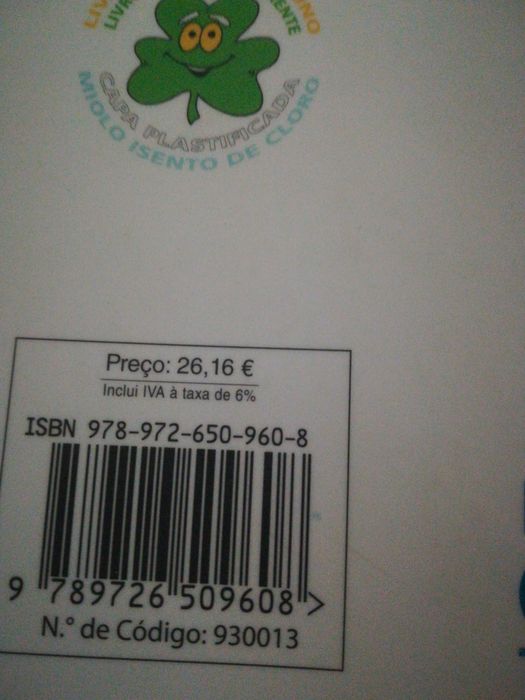 CAPA PLASTIFICADA
MIOLO ISENTO DE CLORO
Preço: 26,16 €
Inclui IVA à taxa de 6%
ISBN 978-972-650-960-8
9 789726 509608 >
N.º de Código: 930013